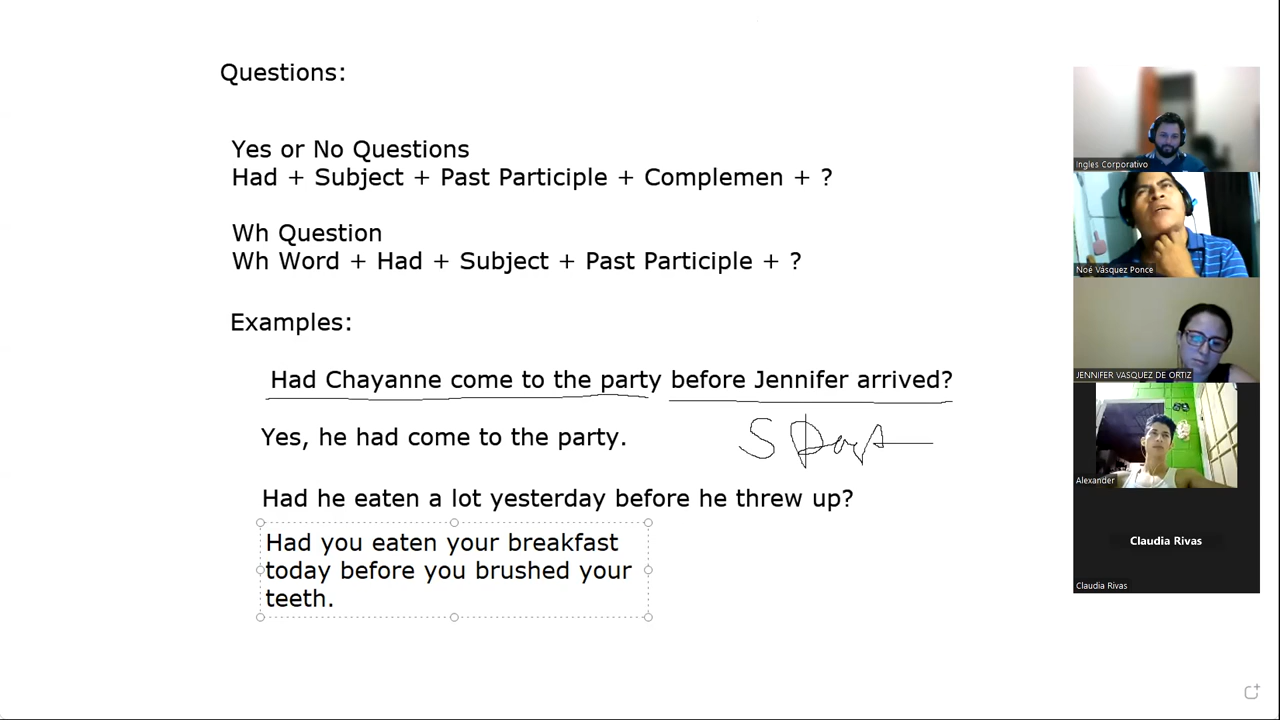 Questions:
Yes or No Questions
Had + Subject + Past Participle + Complemen + ?
Wh Question
Wh Word + Had + Subject + Past Participle + ?
Examples:
Had Chayanne come to the party before Jennifer arrived?
Yes, he had come to the party.
Had he eaten a lot yesterday before he threw up?
Had you eaten your breakfast
today before you brushed your
teeth.
Ingles Corporativo
Noé Vásquez Ponce
JENNIFER VASQUEZ DE ORTIZ
Alexander
Claudia Rivas
Claudia Rivas